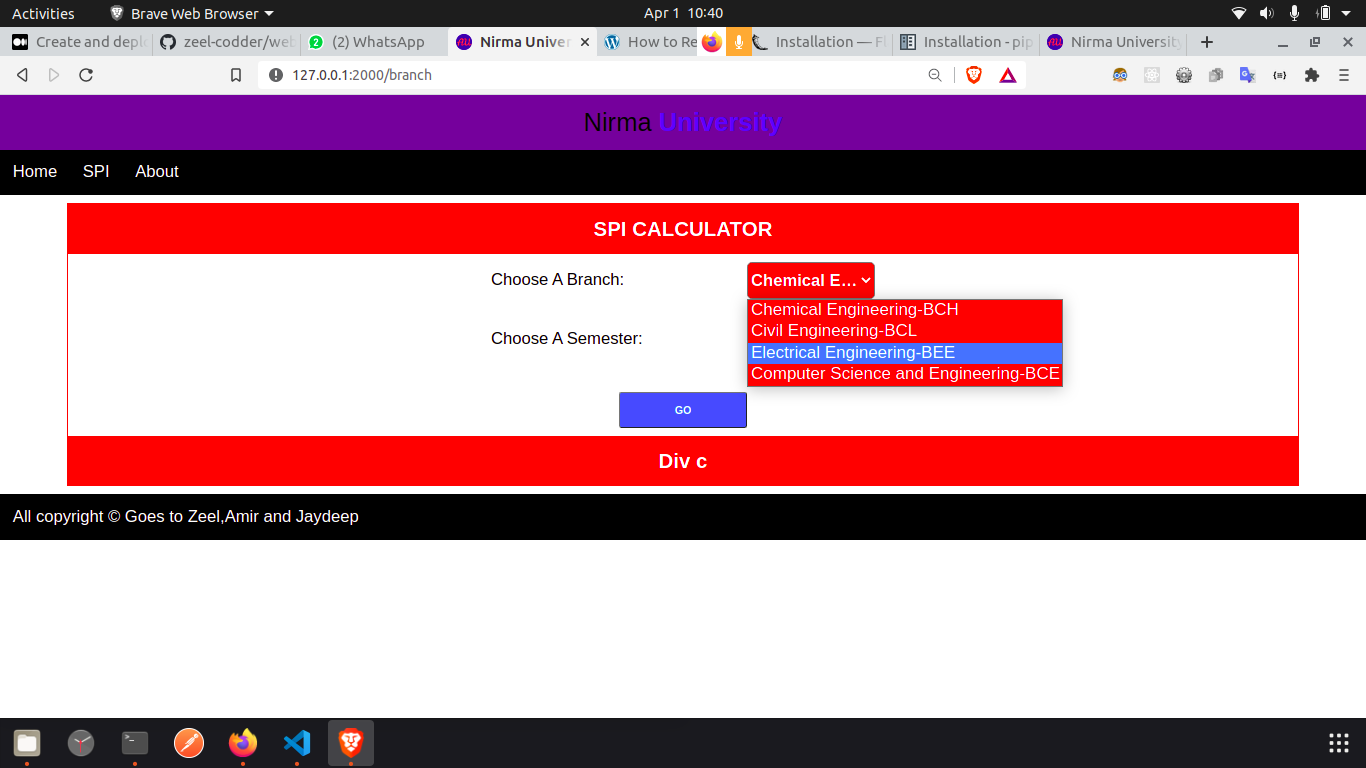 Activities Brave Web Browser Apr 1 10:40
Create and depl zeel-codder/web (2) WhatsApp Nirma Univer How to Re Installation — Fl Installation - pip Nirma University
127.0.0.1:2000/branch
Nirma University
Home SPI About
SPI CALCULATOR
Choose A Branch: Chemical E...
Chemical Engineering-BCH
Civil Engineering-BCL
Choose A Semester:
Electrical Engineering-BEE
Computer Science and Engineering-BCE
GO
Div c
All copyright © Goes to Zeel,Amir and Jaydeep